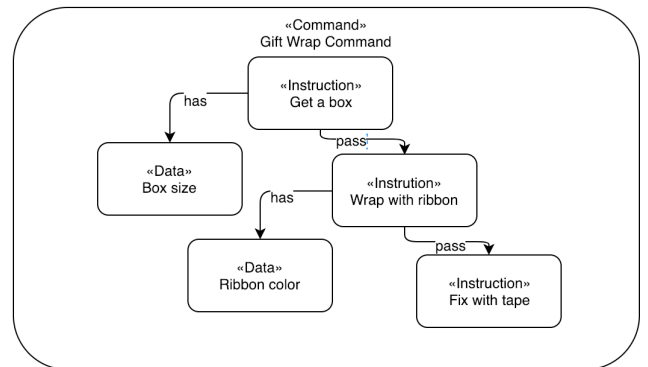 «Command»
Gift Wrap Command
«Instruction»
Get a box
has
pass
«Data»
Box size
«Instrution»
Wrap with ribbon
has
pass
«Data»
Ribbon color
«Instruction»
Fix with tape